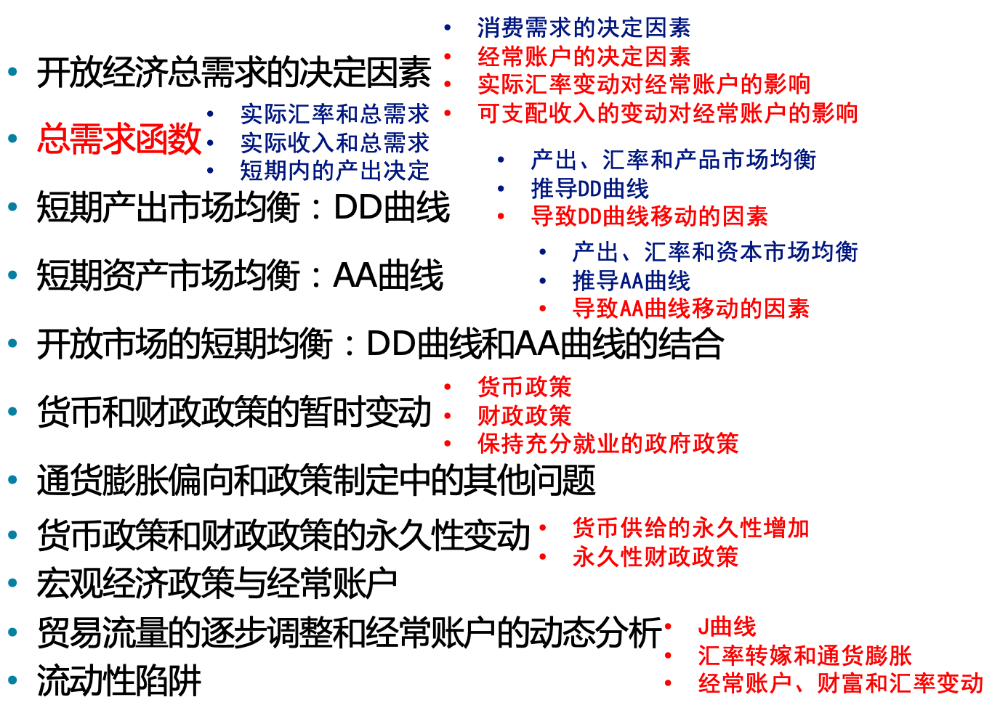 • 开放经济总需求的决定因素
• 消费需求的决定因素
• 经常账户的决定因素
• 实际汇率变动对经常账户的影响
• 可支配收入的变动对经常账户的影响
• 总需求函数
• 实际汇率和总需求
• 实际收入和总需求
• 短期内的产出决定
• 短期产出市场均衡：DD曲线
• 产出、汇率和产品市场均衡
• 推导DD曲线
• 导致DD曲线移动的因素
• 短期资产市场均衡：AA曲线
• 产出、汇率和资本市场均衡
• 推导AA曲线
• 导致AA曲线移动的因素
• 开放市场的短期均衡：DD曲线和AA曲线的结合
• 货币和财政政策的暂时变动
• 货币政策
• 财政政策
• 保持充分就业的政府政策
• 通货膨胀偏向和政策制定中的其他问题
• 货币政策和财政政策的永久性变动
• 货币供给的永久性增加
• 永久性财政政策
• 宏观经济政策与经常账户
• 贸易流量的逐步调整和经常账户的动态分析
• J曲线
• 汇率转嫁和通货膨胀
• 经常账户、财富和汇率变动
• 流动性陷阱